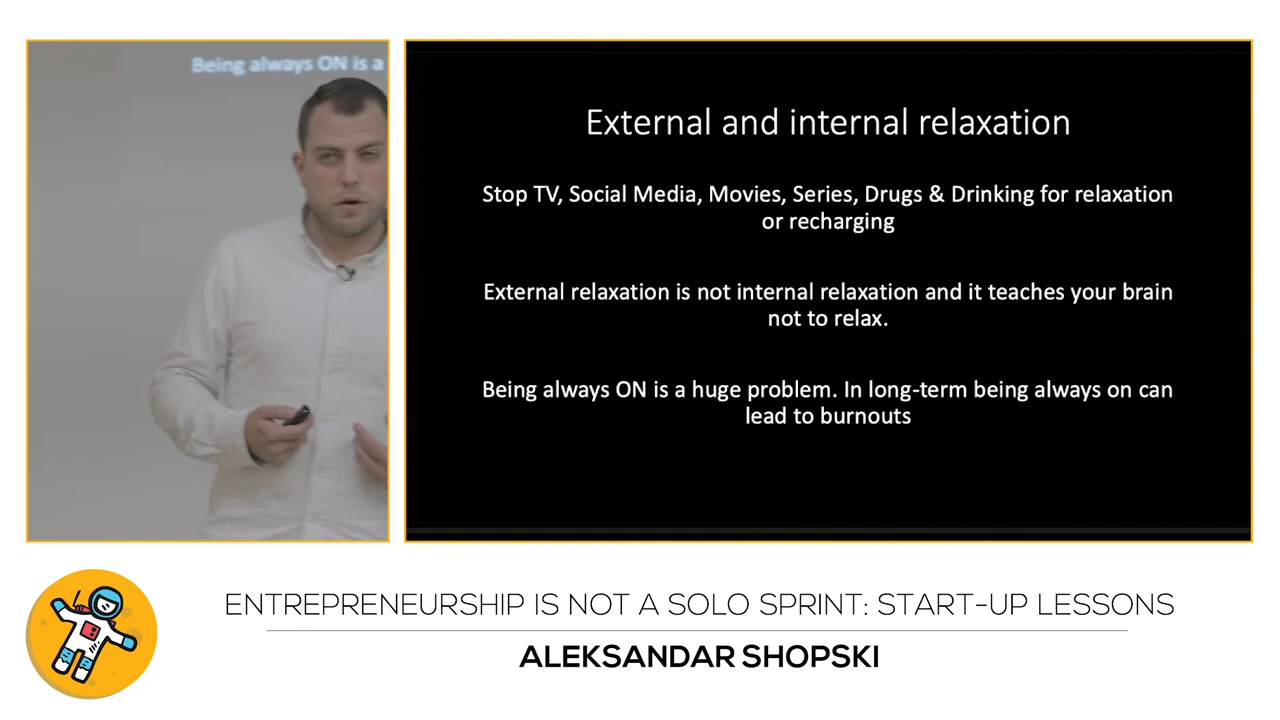 Being always ON is a
External and internal relaxation
Stop TV, Social Media, Movies, Series, Drugs & Drinking for relaxation
or recharging
External relaxation is not internal relaxation and it teaches your brain
not to relax.
Being always ON is a huge problem. In long-term being always on can
lead to burnouts
ENTREPRENEURSHIP IS NOT A SOLO SPRINT: START-UP LESSONS
ALEKSANDAR SHOPSKI